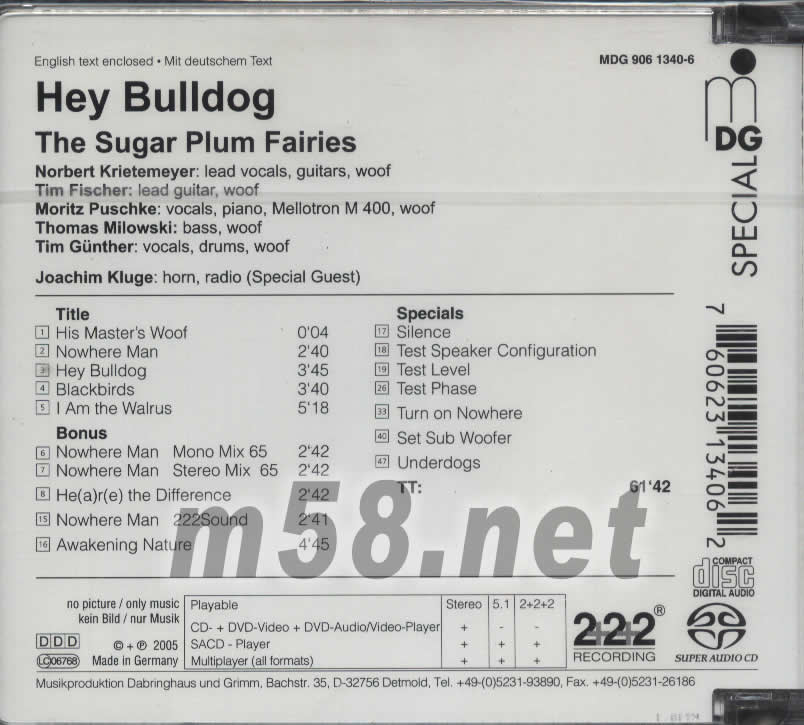 English text enclosed • Mit deutschem Text
MDG 906 1340-6
Hey Bulldog
The Sugar Plum Fairies
Norbert Krietemeyer: lead vocals, guitars, woof
Tim Fischer: lead guitar, woof
Moritz Puschke: vocals, piano, Mellotron M 400, woof
Thomas Milowski: bass, woof
Tim Günther: vocals, drums, woof
Joachim Kluge: horn, radio (Special Guest)
DG
SPECIAL
Title
1 His Master's Woof 0'04
2 Nowhere Man 2'40
3 Hey Bulldog 3'45
4 Blackbirds 3'40
5 I Am the Walrus 5'18
Bonus
6 Nowhere Man Mono Mix 65 2'42
7 Nowhere Man Stereo Mix 65 2'42
8 He(a)r(e) the Difference 2'42
15 Nowhere Man 222Sound 2'41
16 Awakening Nature 4'45
Specials
17 Silence
18 Test Speaker Configuration
19 Test Level
26 Test Phase
33 Turn on Nowhere
40 Set Sub Woofer
47 Underdogs
TT: 61'42
7 60623 13406 2
m58.net
no picture / only music
kein Bild / nur Musik
DDD
LC06768
© + ℗ 2005
Made in Germany
Playable Stereo 5.1 2+2+2
CD- + DVD-Video + DVD-Audio/Video-Player + - -
SACD - Player + + +
Multiplayer (all formats) + + +
2+2+2®
RECORDING
COMPACT
disc
DIGITAL AUDIO
SUPER AUDIO CD
Musikproduktion Dabringhaus und Grimm, Bachstr. 35, D-32756 Detmold, Tel. +49-(0)5231-93890, Fax. +49-(0)5231-26186